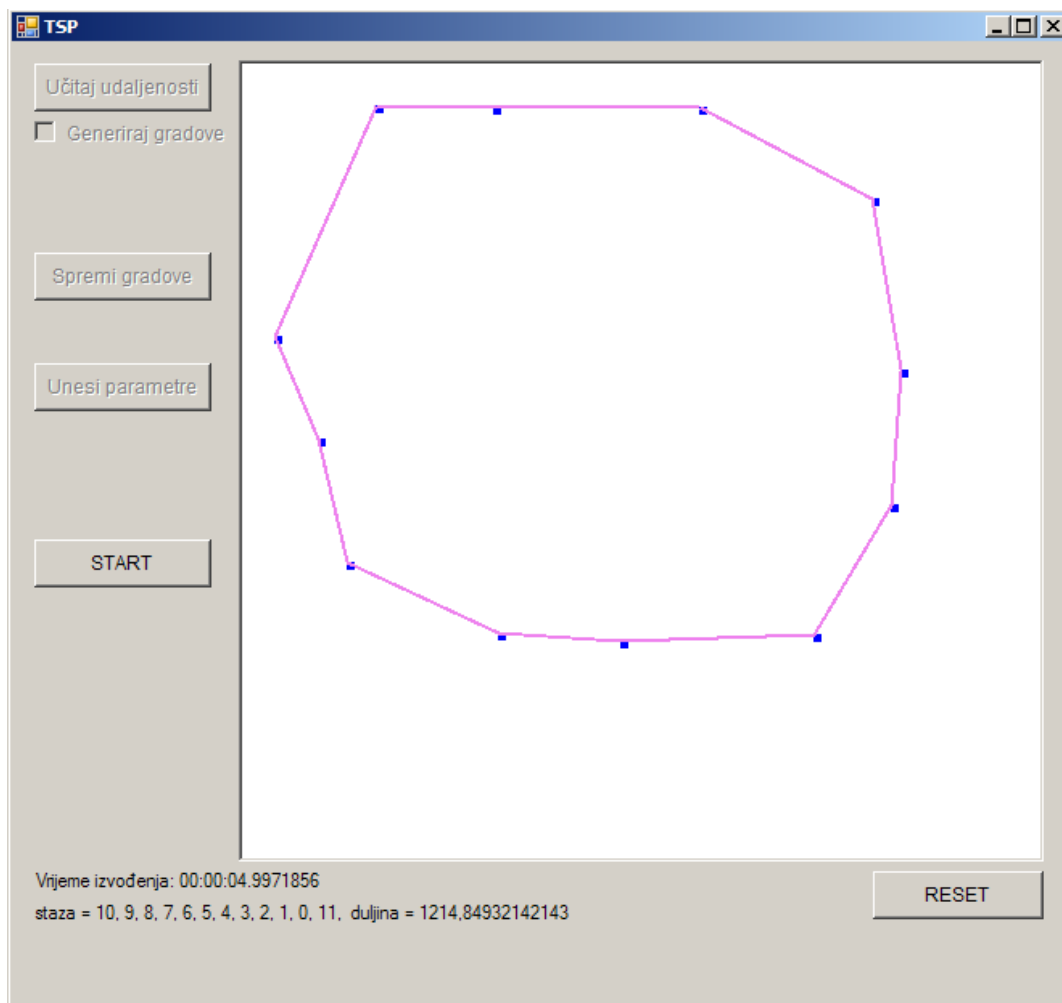 TSP
Učitaj udaljenosti
Generiraj gradove
Spremi gradove
Unesi parametre
START
Vrijeme izvođenja: 00:00:04.9971856
staza = 10, 9, 8, 7, 6, 5, 4, 3, 2, 1, 0, 11, duljina = 1214,84932142143
RESET